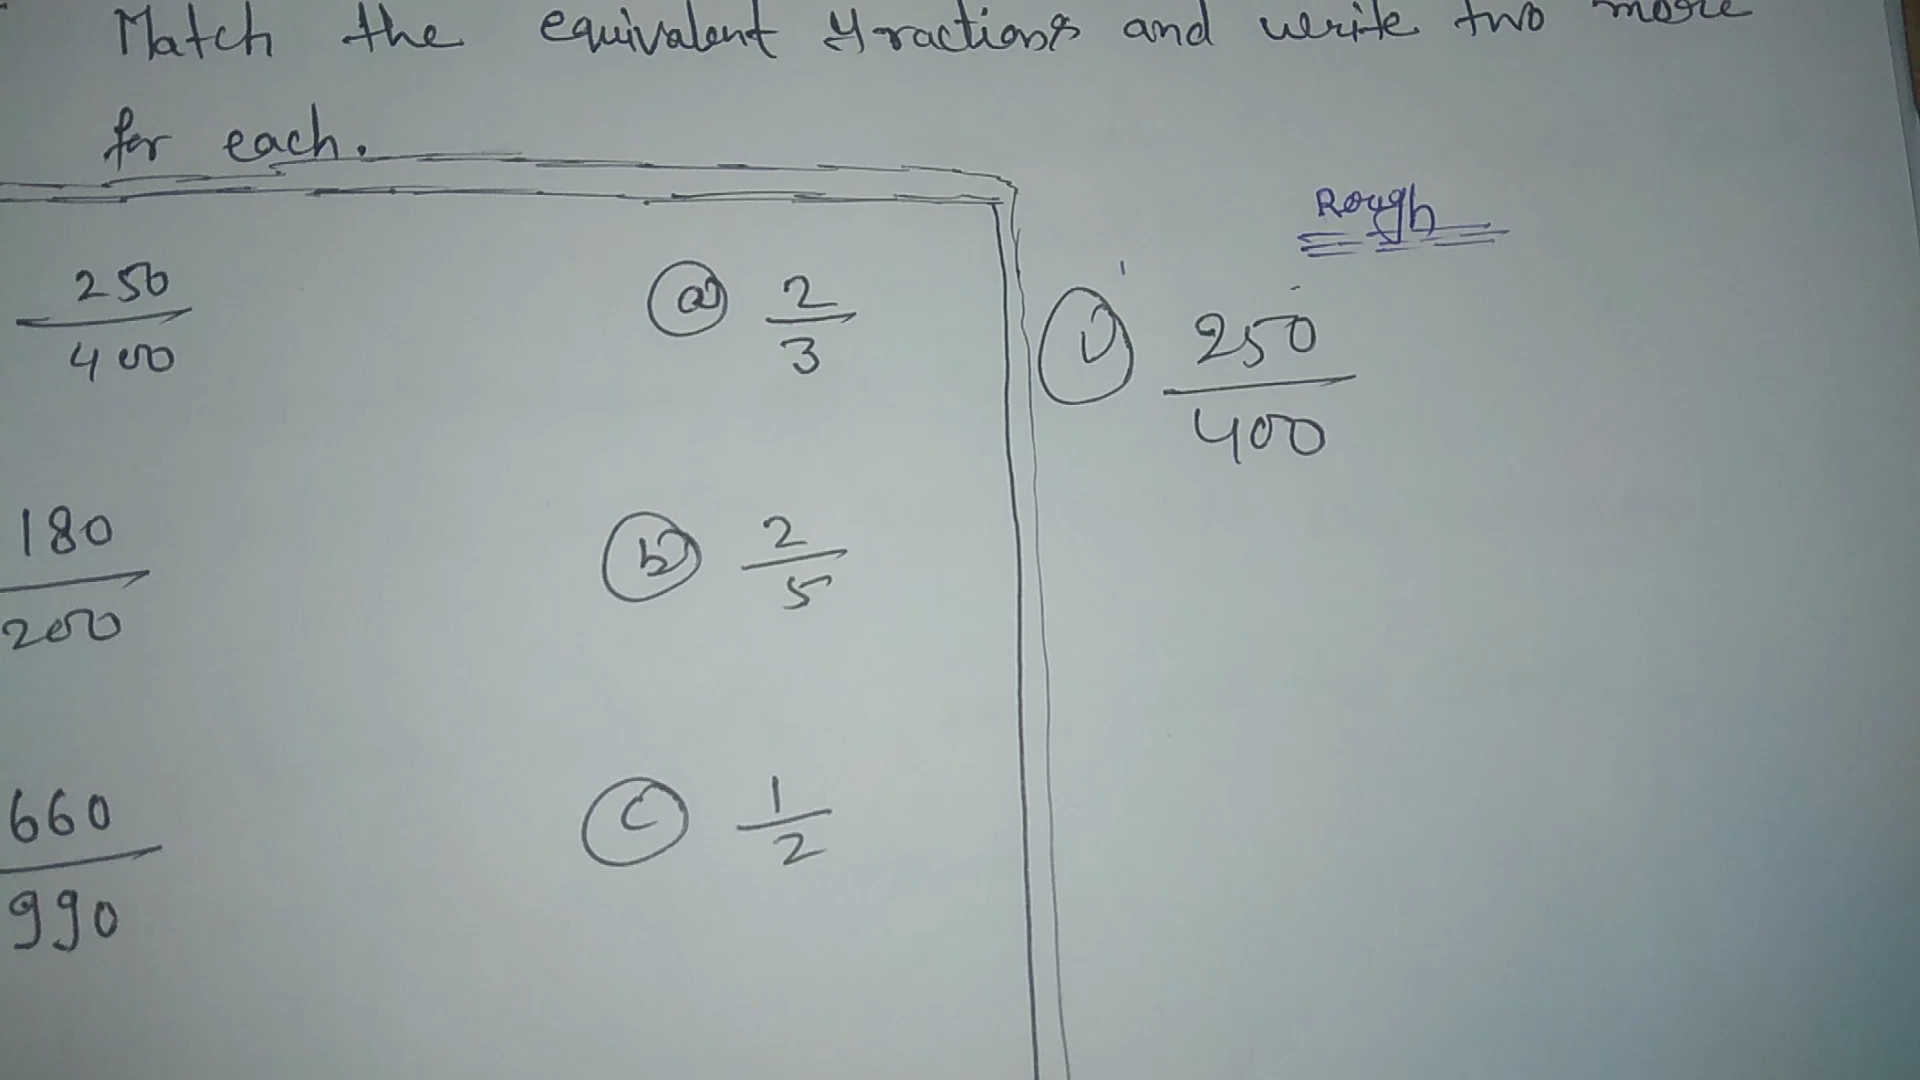 Match the equivalent fractions and write two more
for each.
Rough
250
400
(a) 2
3
(i) 250
400
180
200
(b) 2
5
660
990
(c) 1
2